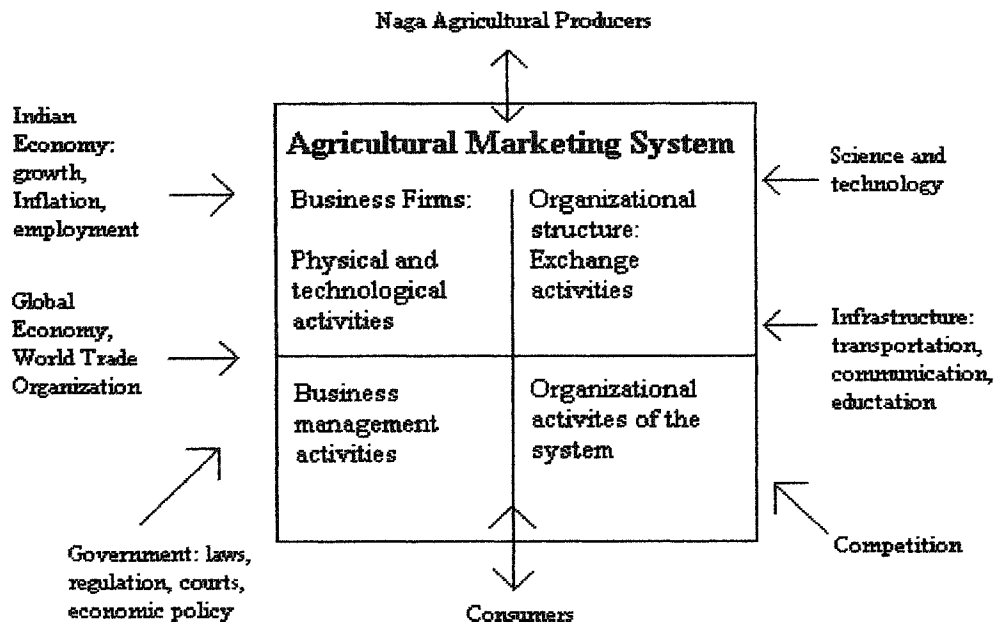 Naga Agricultural Producers
Indian
Economy:
growth,
Inflation,
employment
Global
Economy,
World Trade
Organization
Government: laws,
regulation, courts,
economic policy
Agricultural Marketing System
Business Firms:
Physical and
technological
activities
Organizational
structure:
Exchange
activities
Business
management
activities
Organizational
activites of the
system
Science and
technology
Infrastructure:
transportation,
communication,
eductation
Competition
Consumers